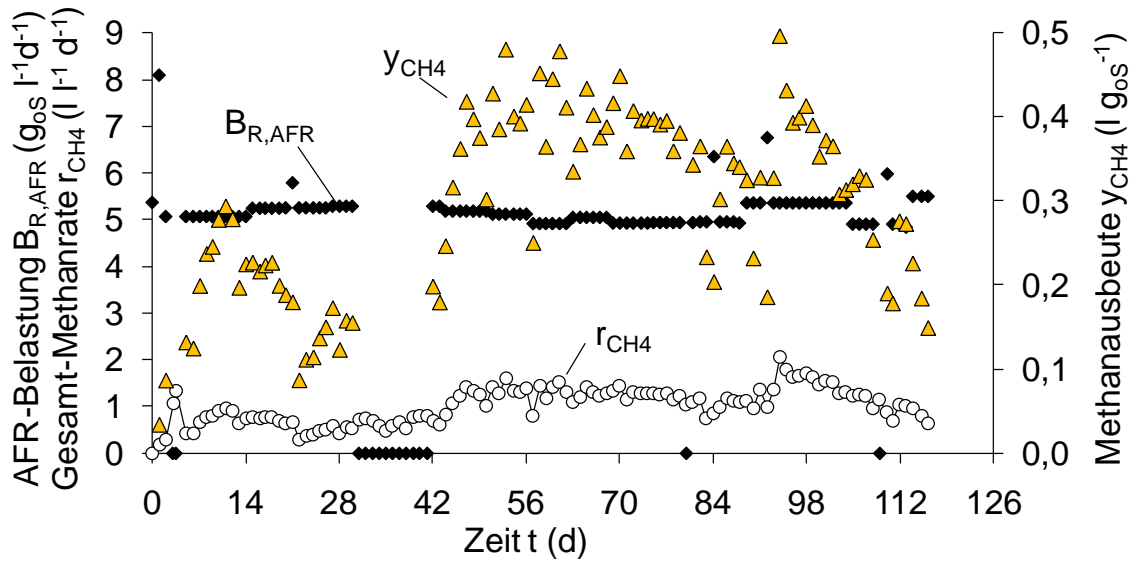 AFR-Belastung B_R,AFR (g_oS l^-1d^-1)
Gesamt-Methanrate r_CH4 (l l^-1 d^-1)
9
8
7
6
5
4
3
2
1
0
y_CH4
B_R,AFR
r_CH4
0,5
0,4
0,3
0,2
0,1
0,0
Methanausbeute y_CH4 (l g_oS^-1)
0 14 28 42 56 70 84 98 112 126
Zeit t (d)